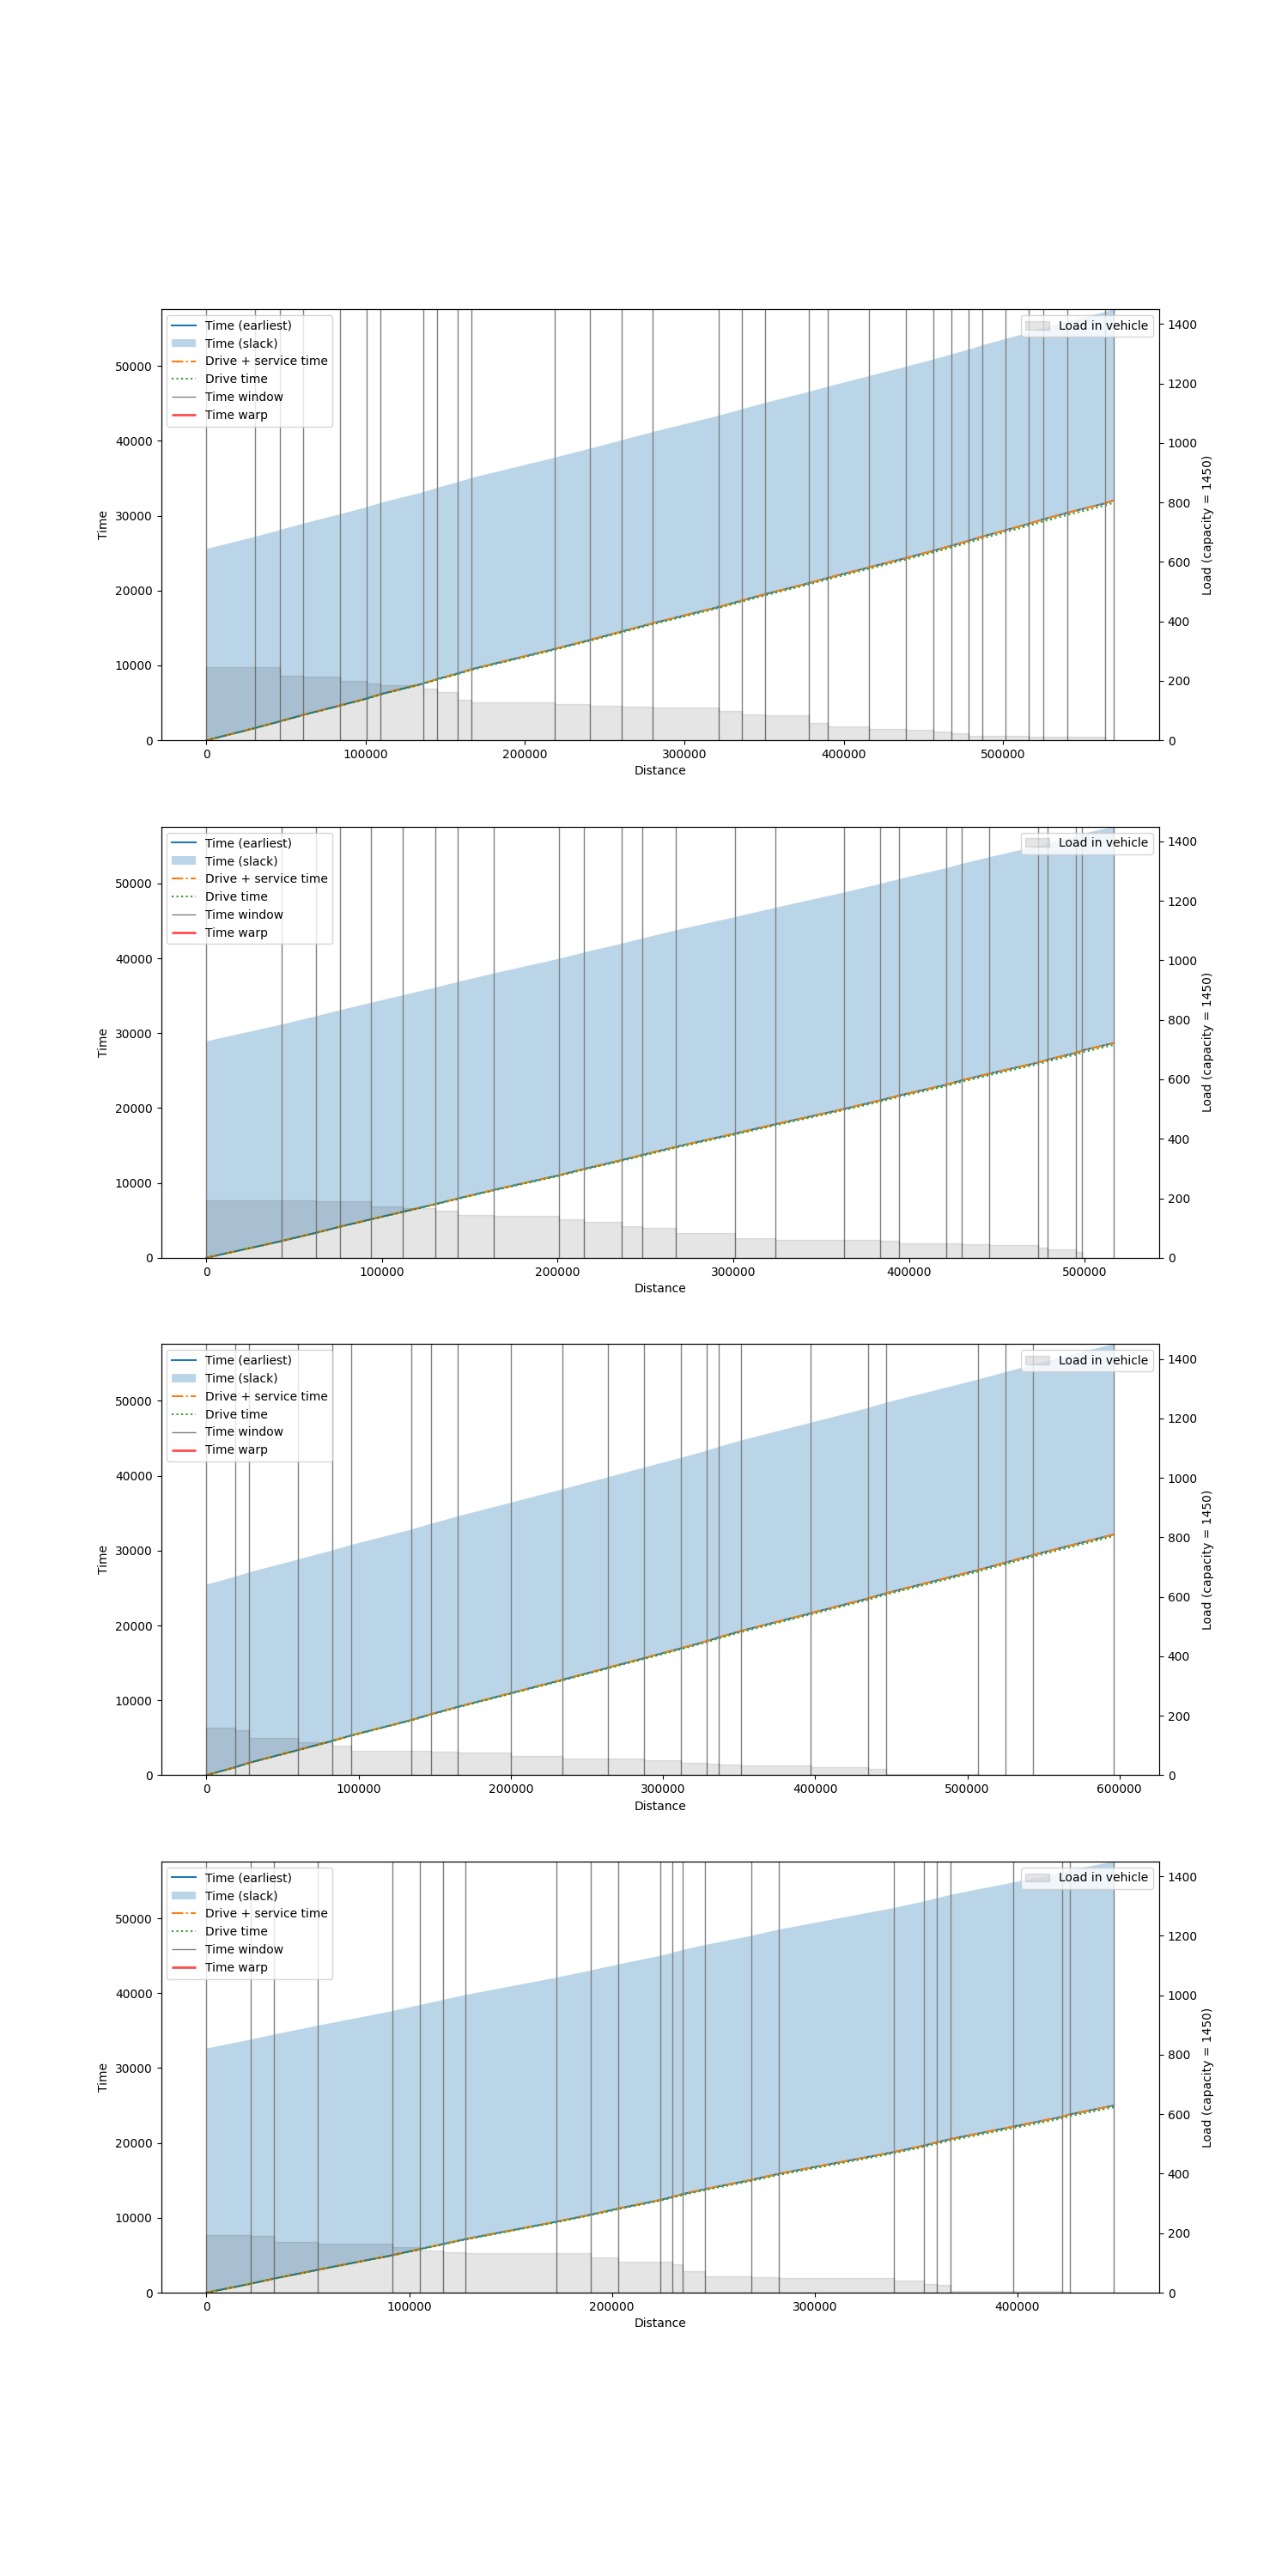 Time (earliest)
Time (slack)
Drive + service time
Drive time
Time window
Time warp
Load in vehicle
50000
40000
30000
20000
10000
0
Time
1400
1200
1000
800
600
400
200
0
Load (capacity = 1450)
0 100000 200000 300000 400000 500000
Distance
Time (earliest)
Time (slack)
Drive + service time
Drive time
Time window
Time warp
Load in vehicle
50000
40000
30000
20000
10000
0
Time
1400
1200
1000
800
600
400
200
0
Load (capacity = 1450)
0 100000 200000 300000 400000 500000
Distance
Time (earliest)
Time (slack)
Drive + service time
Drive time
Time window
Time warp
Load in vehicle
50000
40000
30000
20000
10000
0
Time
1400
1200
1000
800
600
400
200
0
Load (capacity = 1450)
0 100000 200000 300000 400000 500000 600000
Distance
Time (earliest)
Time (slack)
Drive + service time
Drive time
Time window
Time warp
Load in vehicle
50000
40000
30000
20000
10000
0
Time
1400
1200
1000
800
600
400
200
0
Load (capacity = 1450)
0 100000 200000 300000 400000
Distance